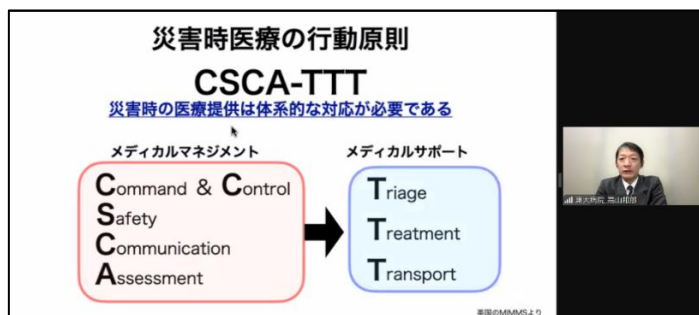 災害時医療の行動原則
CSCA-TTT
災害時の医療提供は体系的な対応が必要である
メディカルマネジメント
Command & Control
Safety
Communication
Assessment
メディカルサポート
Triage
Treatment
Transport
英国のMIMMSより